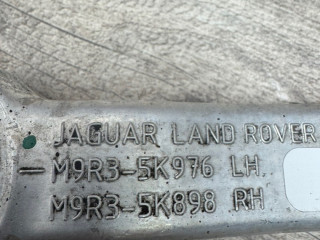 JAGUAR LAND ROVER
M9R3-5K976 LH
M9R3-5K898 RH